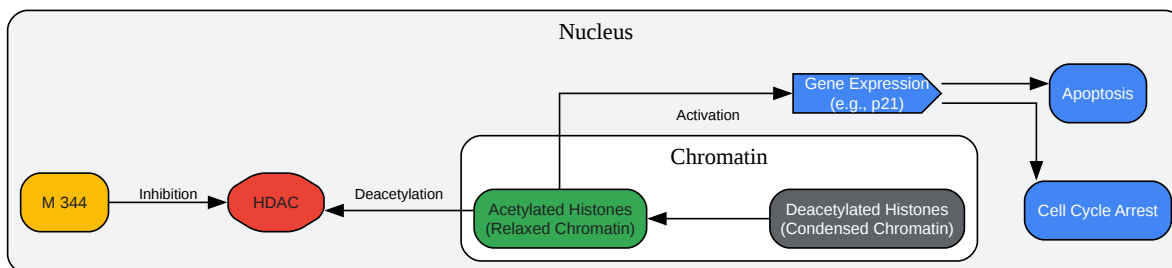 Nucleus
Gene Expression
(e.g., p21)
Apoptosis
Activation
Chromatin
M 344
Inhibition
HDAC
Deacetylation
Acetylated Histones
(Relaxed Chromatin)
Deacetylated Histones
(Condensed Chromatin)
Cell Cycle Arrest